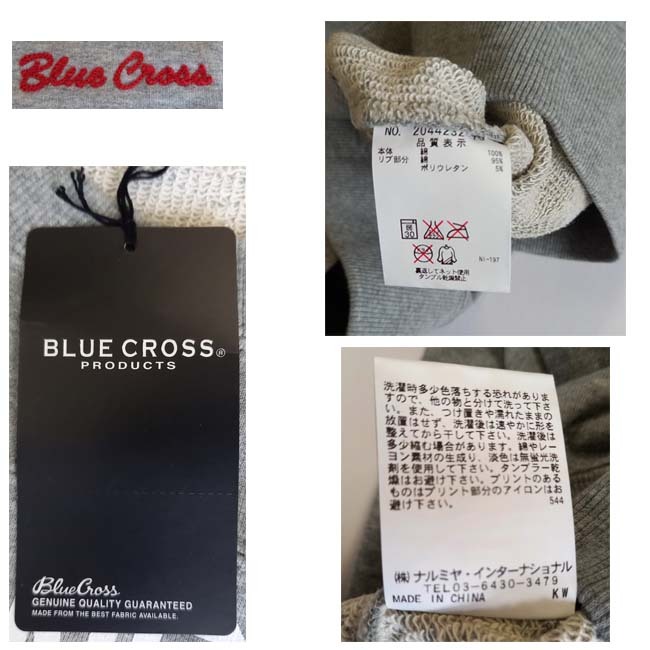 Blue Cross
BLUE CROSS®
PRODUCTS
BlueCross
GENUINE QUALITY GUARANTEED
MADE FROM THE BEST FABRIC AVAILABLE.
NO. 2044232
品質表示
本体 綿 100%
リブ部分 綿 95%
ポリウレタン 5%
30
NI-197
裏返してネット使用
タンブル乾燥禁止
洗濯時多少色落ちする恐れがありま
すので、他の物と分けて洗って下さ
い。また、つけ置きや濡れたままの
放置はせず、洗濯後は速やかに形を
整えてから干して下さい。洗濯後は
多少縮む場合があります。綿やレー
ヨン素材の生成り、淡色は無蛍光洗
剤を使用して下さい。タンブラー乾
燥はお避け下さい。プリントのある
ものはプリント部分のアイロンはお
避け下さい。 544
(株) ナルミヤ・インターナショナル
TEL03-6430-3479
MADE IN CHINA KW